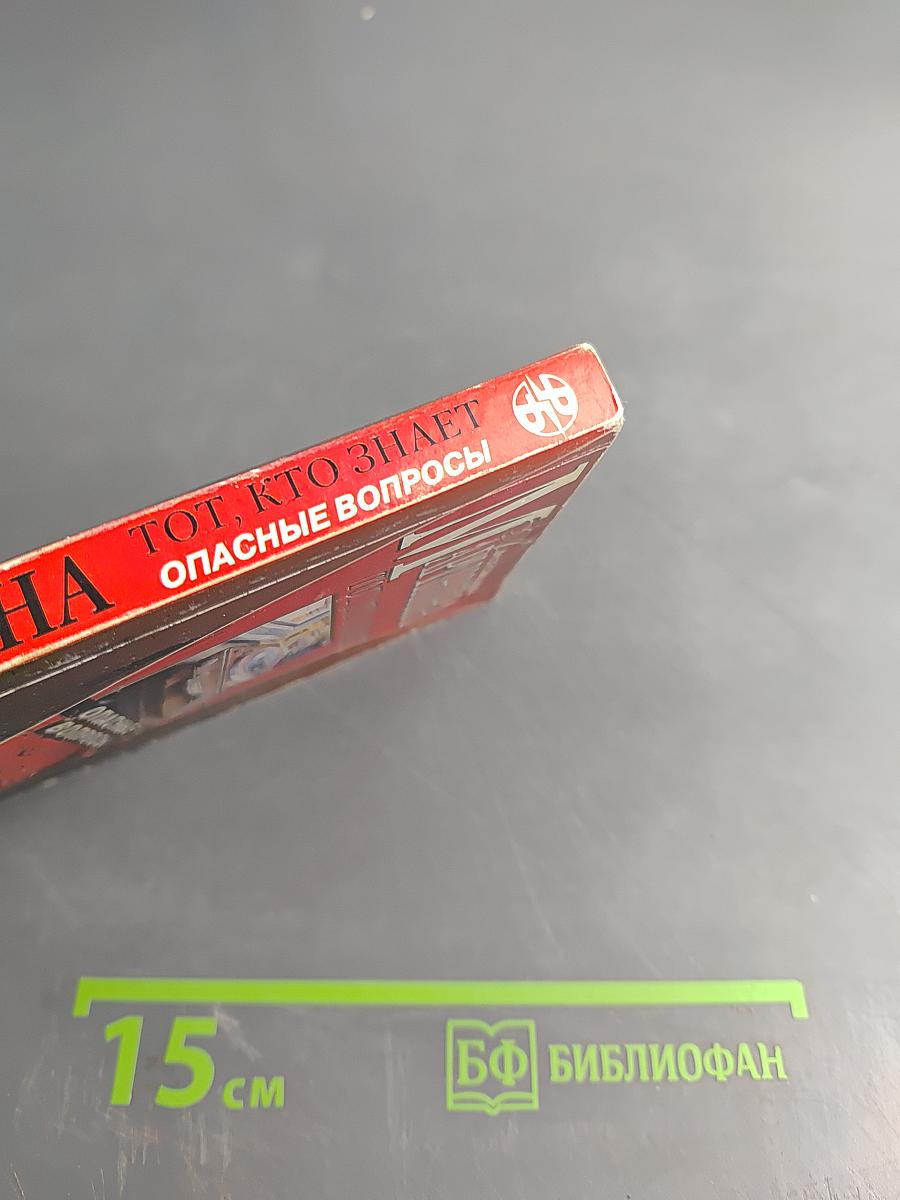 НА
ТОТ, КТО ЗНАЕТ
ОПАСНЫЕ ВОПРОСЫ
15 см
БФ БИБЛИОФАН